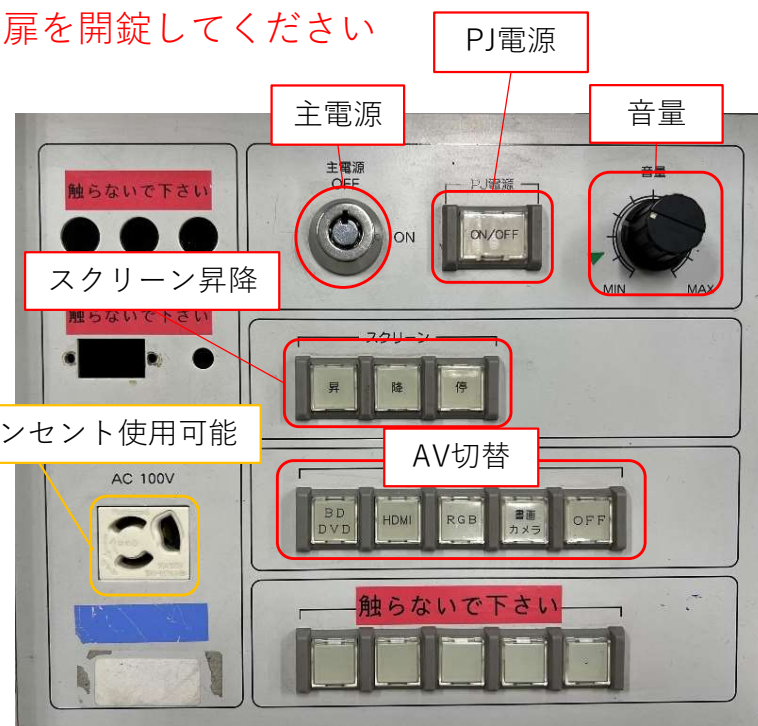 扉を開錠してください
PJ電源
主電源
音量
主電源
OFF
ON
PJ電源
ON/OFF
音量
MIN
MAX
触らないで下さい
スクリーン昇降
触らないで下さい
スクリーン
昇
降
停
ンセント使用可能
AV切替
AC 100V
BD
DVD
HDMI
RGB
書画
カメラ
OFF
触らないで下さい